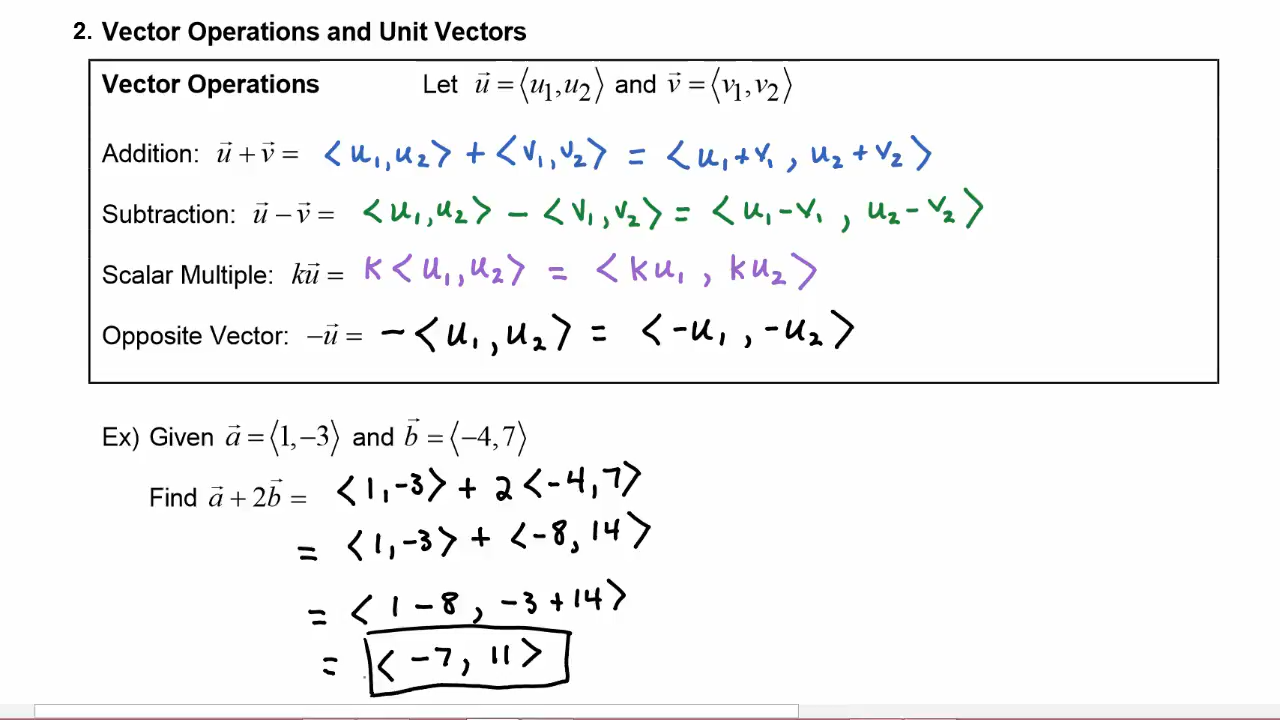 2. Vector Operations and Unit Vectors
Vector Operations Let u⃗ = ⟨u₁,u₂⟩ and v⃗ = ⟨v₁,v₂⟩
Addition: u⃗ + v⃗ = <u₁,u₂> + <v₁,v₂> = <u₁+v₁, u₂+v₂>
Subtraction: u⃗ − v⃗ = <u₁,u₂> − <v₁,v₂> = <u₁−v₁, u₂−v₂>
Scalar Multiple: ku⃗ = k<u₁,u₂> = <ku₁, ku₂>
Opposite Vector: −u⃗ = −<u₁,u₂> = <−u₁, −u₂>
Ex) Given a⃗ = ⟨1,−3⟩ and b⃗ = ⟨−4,7⟩
Find a⃗ + 2b⃗ = <1,−3> + 2<−4,7>
= <1,−3> + <−8,14>
= <1−8, −3+14>
= <−7, 11>